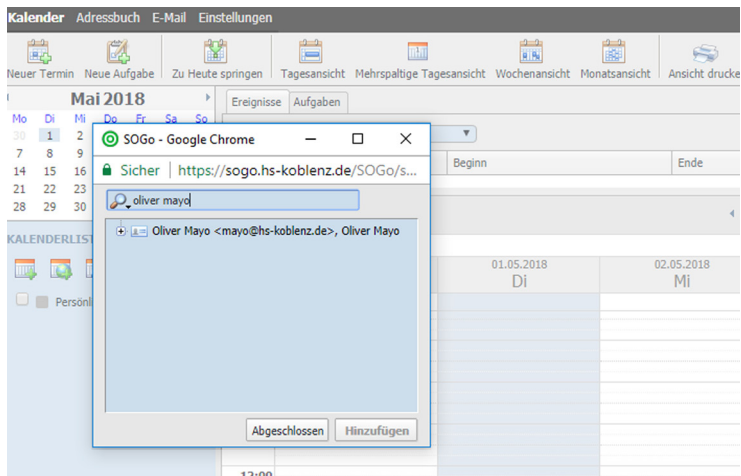 Kalender Adressbuch E-Mail Einstellungen
Neuer Termin Neue Aufgabe Zu Heute springen Tagesansicht Mehrspaltige Tagesansicht Wochenansicht Monatsansicht Ansicht drucke
Mai 2018
Ereignisse Aufgaben
Mo Di Mi Do Fr Sa So
30 1 2
7 8 9
14 15 16
21 22 23
28 29 30
SOGo - Google Chrome
Sicher https://sogo.hs-koblenz.de/SOGo/s...
oliver mayo
Oliver Mayo <mayo@hs-koblenz.de>, Oliver Mayo
Abgeschlossen Hinzufügen
Beginn Ende
KALENDERLIST
Persönl
01.05.2018 02.05.2018
Di Mi
12:00